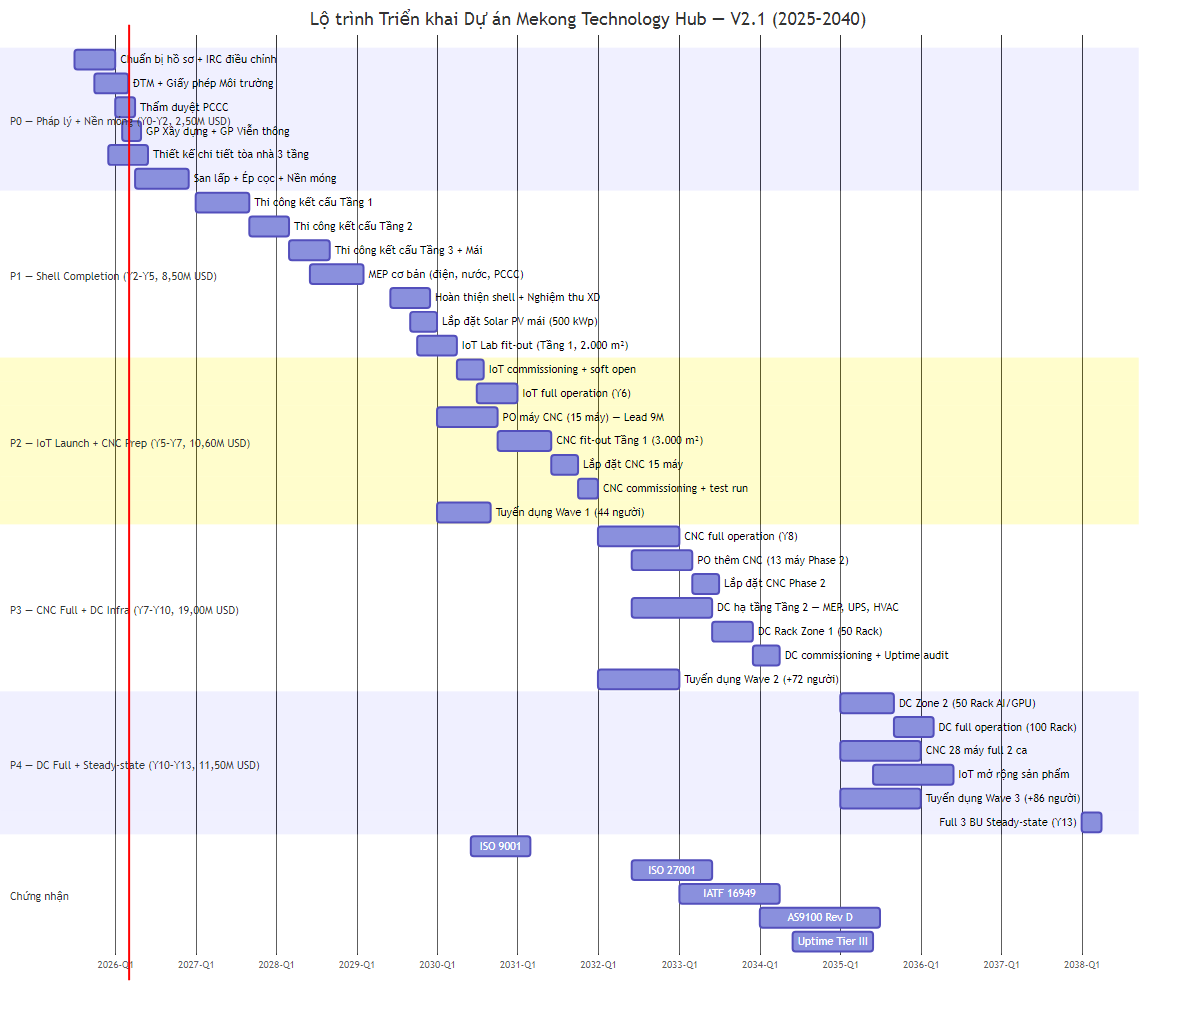 Lộ trình Triển khai Dự án Mekong Technology Hub — V2.1 (2025-2040)
Chuẩn bị hồ sơ + IRC điều chỉnh
ĐTM + Giấy phép Môi trường
Thẩm duyệt PCCC
P0 — Pháp lý + Nền móng (Y0-Y2, 2,50M USD)
GP Xây dựng + GP Viễn thông
Thiết kế chi tiết tòa nhà 3 tầng
San lấp + Ép cọc + Nền móng
Thi công kết cấu Tầng 1
Thi công kết cấu Tầng 2
Thi công kết cấu Tầng 3 + Mái
P1 — Shell Completion (Y2-Y5, 8,50M USD)
MEP cơ bản (điện, nước, PCCC)
Hoàn thiện shell + Nghiệm thu XD
Lắp đặt Solar PV mái (500 kWp)
IoT Lab fit-out (Tầng 1, 2.000 m²)
IoT commissioning + soft open
IoT full operation (Y6)
PO máy CNC (15 máy) — Lead 9M
P2 — IoT Launch + CNC Prep (Y5-Y7, 10,60M USD)
CNC fit-out Tầng 1 (3.000 m²)
Lắp đặt CNC 15 máy
CNC commissioning + test run
Tuyển dụng Wave 1 (44 người)
CNC full operation (Y8)
PO thêm CNC (13 máy Phase 2)
Lắp đặt CNC Phase 2
P3 — CNC Full + DC Infra (Y7-Y10, 19,00M USD)
DC hạ tầng Tầng 2 — MEP, UPS, HVAC
DC Rack Zone 1 (50 Rack)
DC commissioning + Uptime audit
Tuyển dụng Wave 2 (+72 người)
DC Zone 2 (50 Rack AI/GPU)
DC full operation (100 Rack)
CNC 28 máy full 2 ca
P4 — DC Full + Steady-state (Y10-Y13, 11,50M USD)
IoT mở rộng sản phẩm
Tuyển dụng Wave 3 (+86 người)
Full 3 BU Steady-state (Y13)
ISO 9001
ISO 27001
Chứng nhận
IATF 16949
AS9100 Rev D
Uptime Tier III
2026-Q1 2027-Q1 2028-Q1 2029-Q1 2030-Q1 2031-Q1 2032-Q1 2033-Q1 2034-Q1 2035-Q1 2036-Q1 2037-Q1 2038-Q1